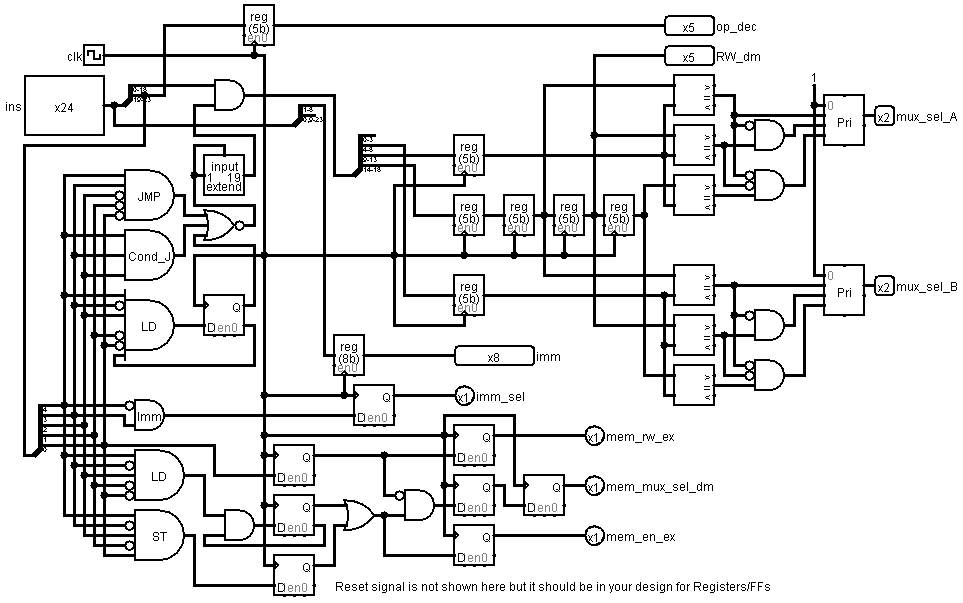 reg
(5b)
en0
x5
op_dec
clk
x5
RW_dm
ins
x24
1
0
Pri
x2
mux_sel_A
19-23
0-3
4-8
9-13
14-18
input
1 19
extend
reg
(5b)
en0
JMP
reg
(5b)
en0
reg
(5b)
en0
reg
(5b)
en0
reg
(5b)
en0
Cond_J
0
Pri
x2
mux_sel_B
reg
(5b)
en0
LD
Q
D en0
reg
(8b)
en0
x8
imm
Q
D en0
x1
imm_sel
Imm
4
3
2
1
0
Q
D en0
x1
mem_rw_ex
Q
D en0
LD
Q
D en0
Q
D en0
x1
mem_mux_sel_dm
Q
D en0
ST
Q
D en0
x1
mem_en_ex
Q
D en0
Reset signal is not shown here but it should be in your design for Registers/FFs